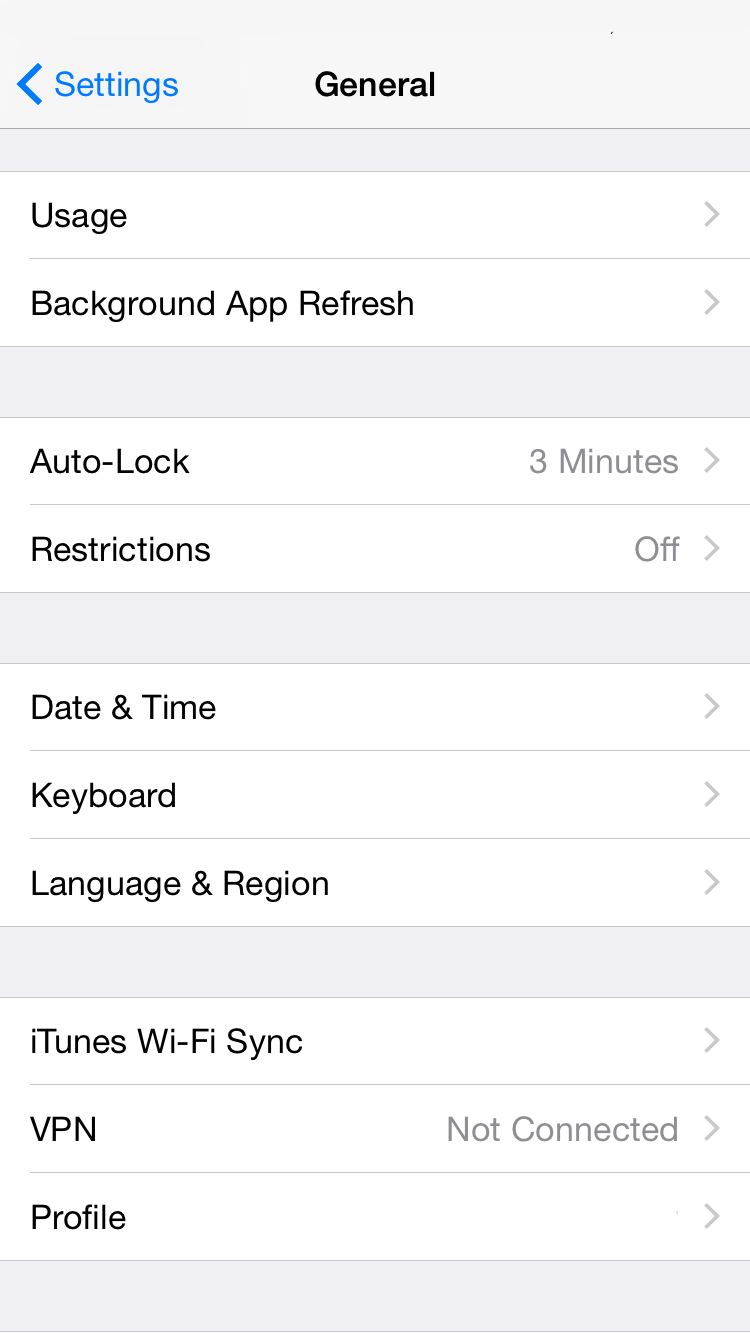 Settings
General
Usage
Background App Refresh
Auto-Lock 3 Minutes
Restrictions Off
Date & Time
Keyboard
Language & Region
iTunes Wi-Fi Sync
VPN Not Connected
Profile